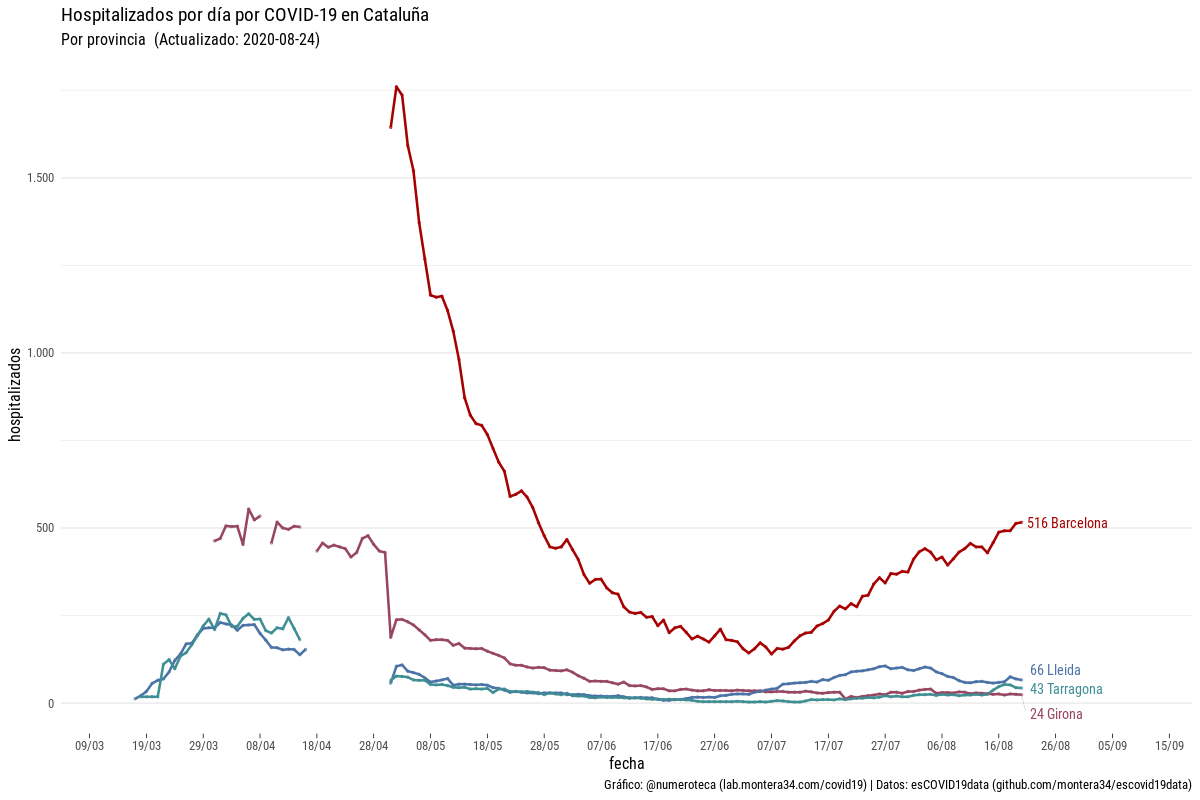 Hospitalizados por día por COVID-19 en Cataluña
Por provincia (Actualizado: 2020-08-24)
hospitalizados
1.500
1.000
500
0
516 Barcelona
66 Lleida
43 Tarragona
24 Girona
09/03 19/03 29/03 08/04 18/04 28/04 08/05 18/05 28/05 07/06 17/06 27/06 07/07 17/07 27/07 06/08 16/08 26/08 05/09 15/09
fecha
Gráfico: @numeroteca (lab.montera34.com/covid19) | Datos: esCOVID19data (github.com/montera34/escovid19data)